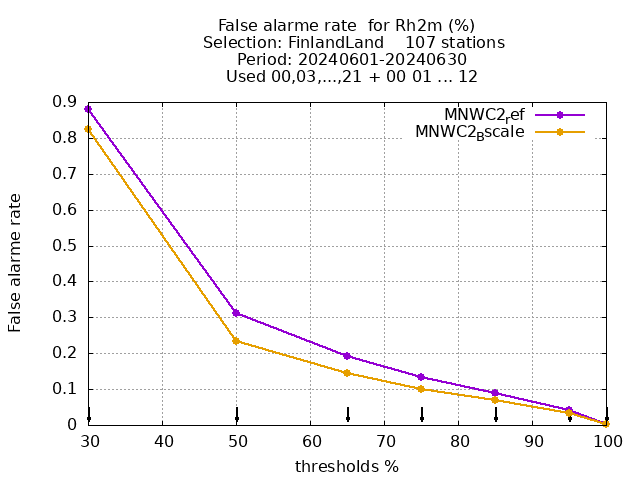 False alarme rate  for Rh2m (%)
Selection: FinlandLand    107 stations
Period: 20240601-20240630
Used 00,03,...,21 + 00 01 ... 12
MNWC2ref
MNWC2Bscale
False alarme rate
0.9
0.8
0.7
0.6
0.5
0.4
0.3
0.2
0.1
0
30 40 50 60 70 80 90 100
thresholds %